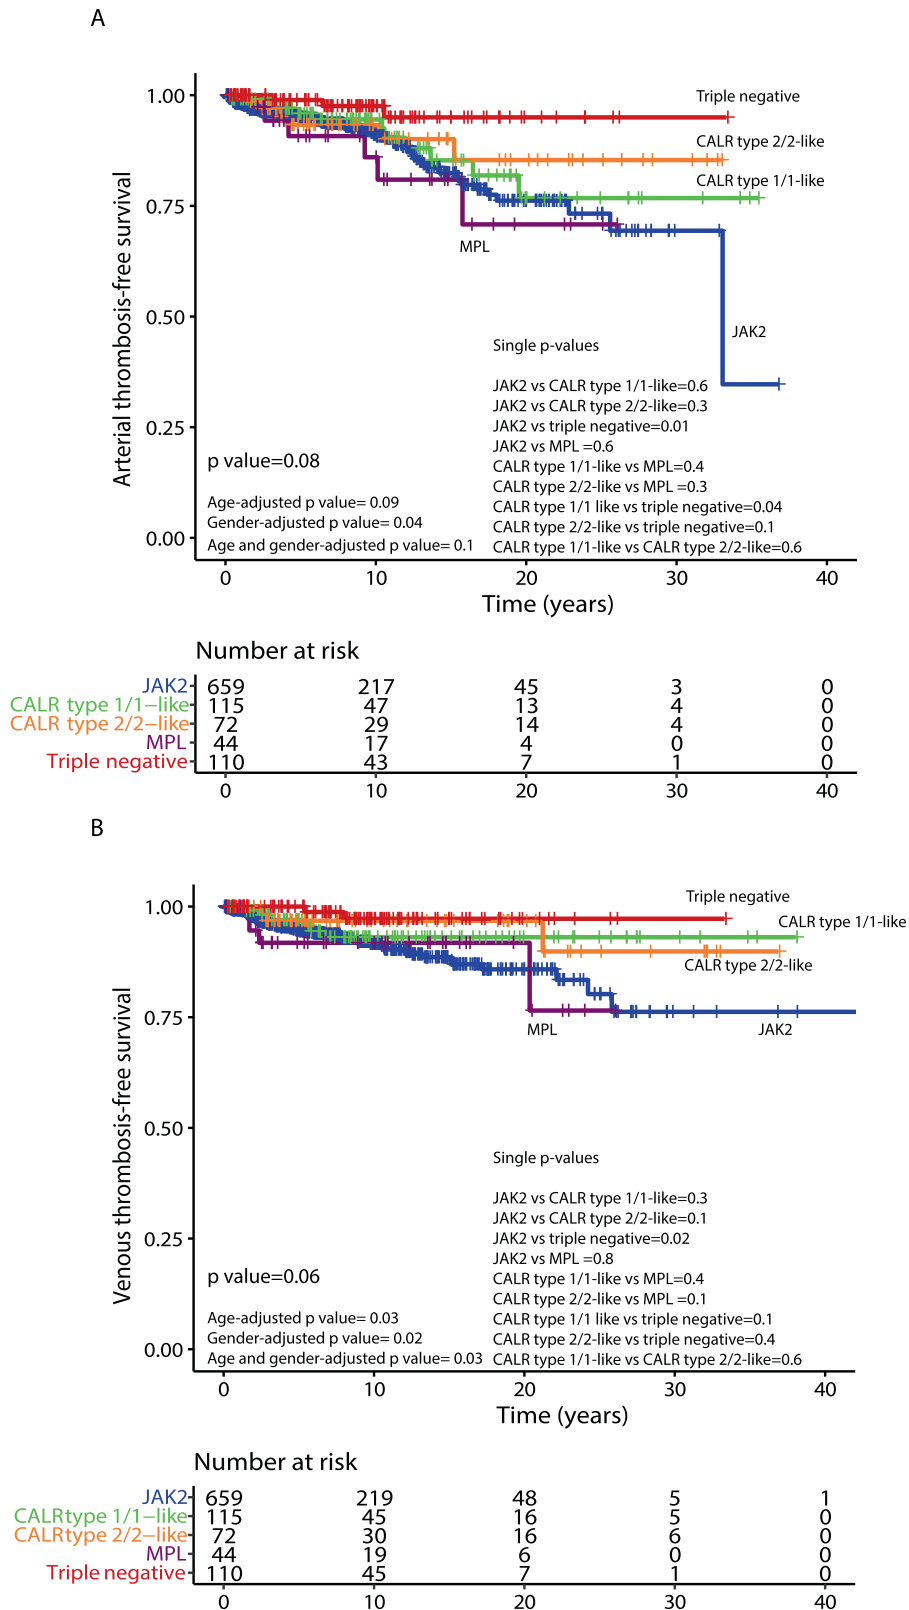 A
1.00
0.75
0.50
0.25
0.00
Arterial thrombosis-free survival
Triple negative
CALR type 2/2-like
CALR type 1/1-like
MPL
JAK2
Single p-values
JAK2 vs CALR type 1/1-like=0.6
JAK2 vs CALR type 2/2-like=0.3
JAK2 vs triple negative=0.01
JAK2 vs MPL =0.6
CALR type 1/1-like vs MPL=0.4
CALR type 2/2-like vs MPL =0.3
CALR type 1/1 like vs triple negative=0.04
CALR type 2/2-like vs triple negative=0.1
CALR type 1/1-like vs CALR type 2/2-like=0.6
p value=0.08
Age-adjusted p value= 0.09
Gender-adjusted p value= 0.04
Age and gender-adjusted p value= 0.1
0 10 20 30 40
Time (years)
Number at risk
JAK2 659 217 45 3 0
CALR type 1/1−like 115 47 13 4 0
CALR type 2/2−like 72 29 14 4 0
MPL 44 17 4 0 0
Triple negative 110 43 7 1 0
0 10 20 30 40
B
1.00
0.75
0.50
0.25
0.00
Venous thrombosis-free survival
Triple negative
CALR type 1/1-like
CALR type 2/2-like
MPL
JAK2
Single p-values
JAK2 vs CALR type 1/1-like=0.3
JAK2 vs CALR type 2/2-like=0.1
JAK2 vs triple negative=0.02
JAK2 vs MPL =0.8
CALR type 1/1-like vs MPL=0.4
CALR type 2/2-like vs MPL =0.1
CALR type 1/1 like vs triple negative=0.1
CALR type 2/2-like vs triple negative=0.4
CALR type 1/1-like vs CALR type 2/2-like=0.6
p value=0.06
Age-adjusted p value= 0.03
Gender-adjusted p value= 0.02
Age and gender-adjusted p value= 0.03
0 10 20 30 40
Time (years)
Number at risk
JAK2 659 219 48 5 1
CALRtype 1/1−like 115 45 16 5 0
CALRtype 2/2−like 72 30 16 6 0
MPL 44 19 6 0 0
Triple negative 110 45 7 1 0
0 10 20 30 40